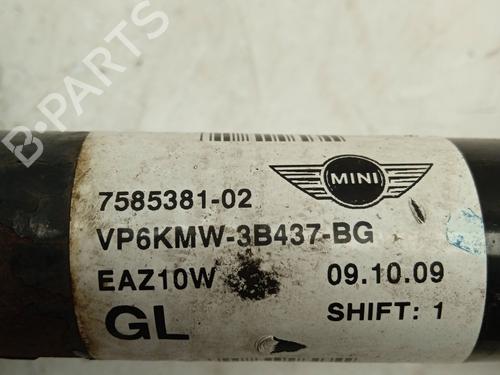 B-PARTS
MINI
7585381-02
VP6KMW-3B437-BG
EAZ10W 09.10.09
GL SHIFT: 1